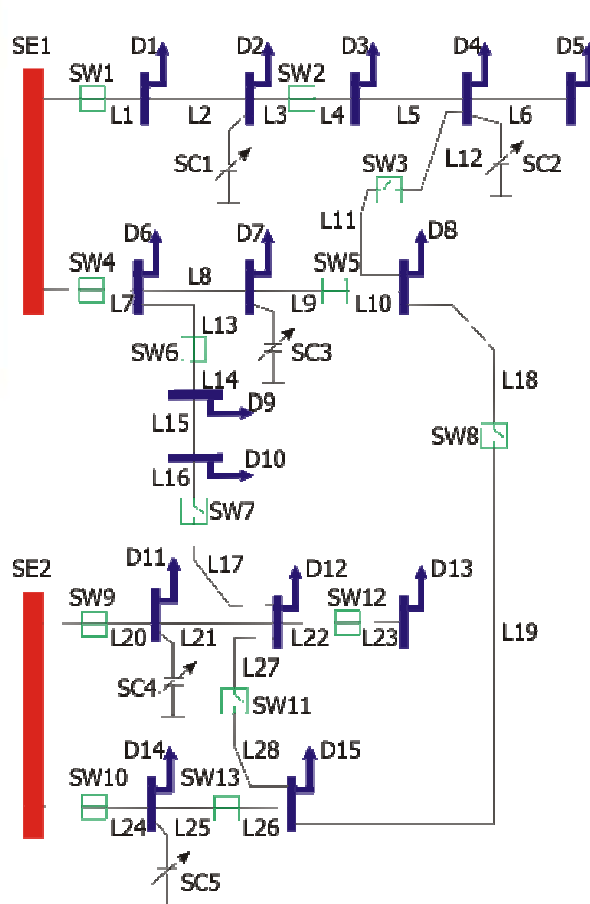 D1 D2 D3 D4 D5
SE1
SW1 SW2
L1 L2 L3 L4 L5 L6
SC1 SW3 L12 SC2
L11
D6 D7 D8
SW4 SW5
L7 L8 L9 L10
L13
SW6 SC3
L14 L18
D9
L15
SW8
D10
L16
SW7
D11 L17 D12 D13
SE2
SW9 SW12
L20 L21 L22 L23 L19
L27
SC4
SW11
D14 L28 D15
SW10 SW13
L24 L25 L26
SC5